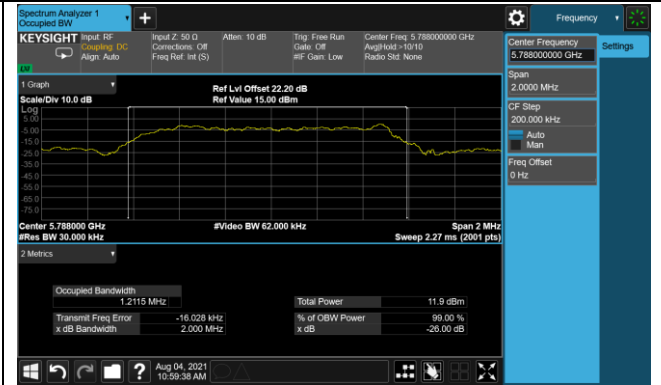 Spectrum Analyzer 1
Occupied BW
Frequency
KEYSIGHT Input: RF
Coupling: DC
Align: Auto
Input Z: 50 Ω
Corrections: Off
Freq Ref: Int (S)
Atten: 10 dB
Trig: Free Run
Gate: Off
#IF Gain: Low
Center Freq: 5.788000000 GHz
Avg|Hold:>10/10
Radio Std: None
LV
Center Frequency
5.788000000 GHz
Settings
Span
2.0000 MHz
CF Step
200.000 kHz
Auto
Man
Freq Offset
0 Hz
1 Graph
Scale/Div 10.0 dB
Ref Lvl Offset 22.20 dB
Ref Value 15.00 dBm
Log
5.00
-5.00
-15.0
-25.0
-35.0
-45.0
-55.0
-65.0
-75.0
Center 5.788000 GHz
#Res BW 30.000 kHz
#Video BW 62.000 kHz
Span 2 MHz
Sweep 2.27 ms (2001 pts)
2 Metrics
Occupied Bandwidth
1.2115 MHz
Total Power 11.9 dBm
Transmit Freq Error -16.028 kHz
% of OBW Power 99.00 %
x dB Bandwidth 2.000 MHz
x dB -26.00 dB
?
Aug 04, 2021
10:59:38 AM